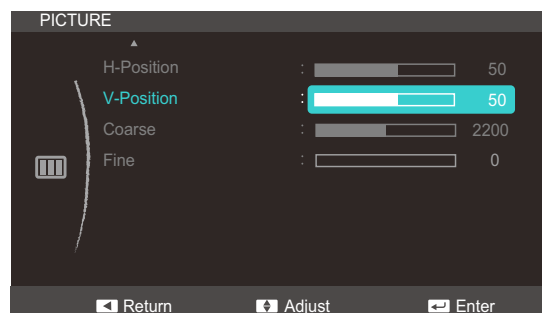 PICTURE
H-Position : 50
V-Position : 50
Coarse : 2200
Fine : 0
Return Adjust Enter